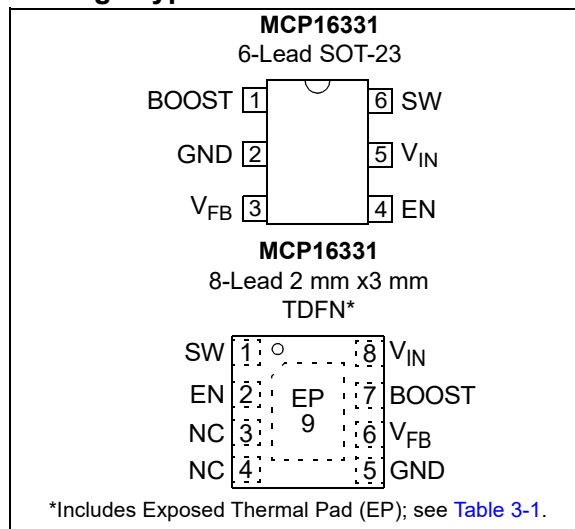 MCP16331
6-Lead SOT-23
BOOST 1 6 SW
GND 2 5 VIN
VFB 3 4 EN
MCP16331
8-Lead 2 mm x3 mm
TDFN*
SW 1 8 VIN
EN 2 EP 7 BOOST
NC 3 9 6 VFB
NC 4 5 GND
*Includes Exposed Thermal Pad (EP); see Table 3-1.